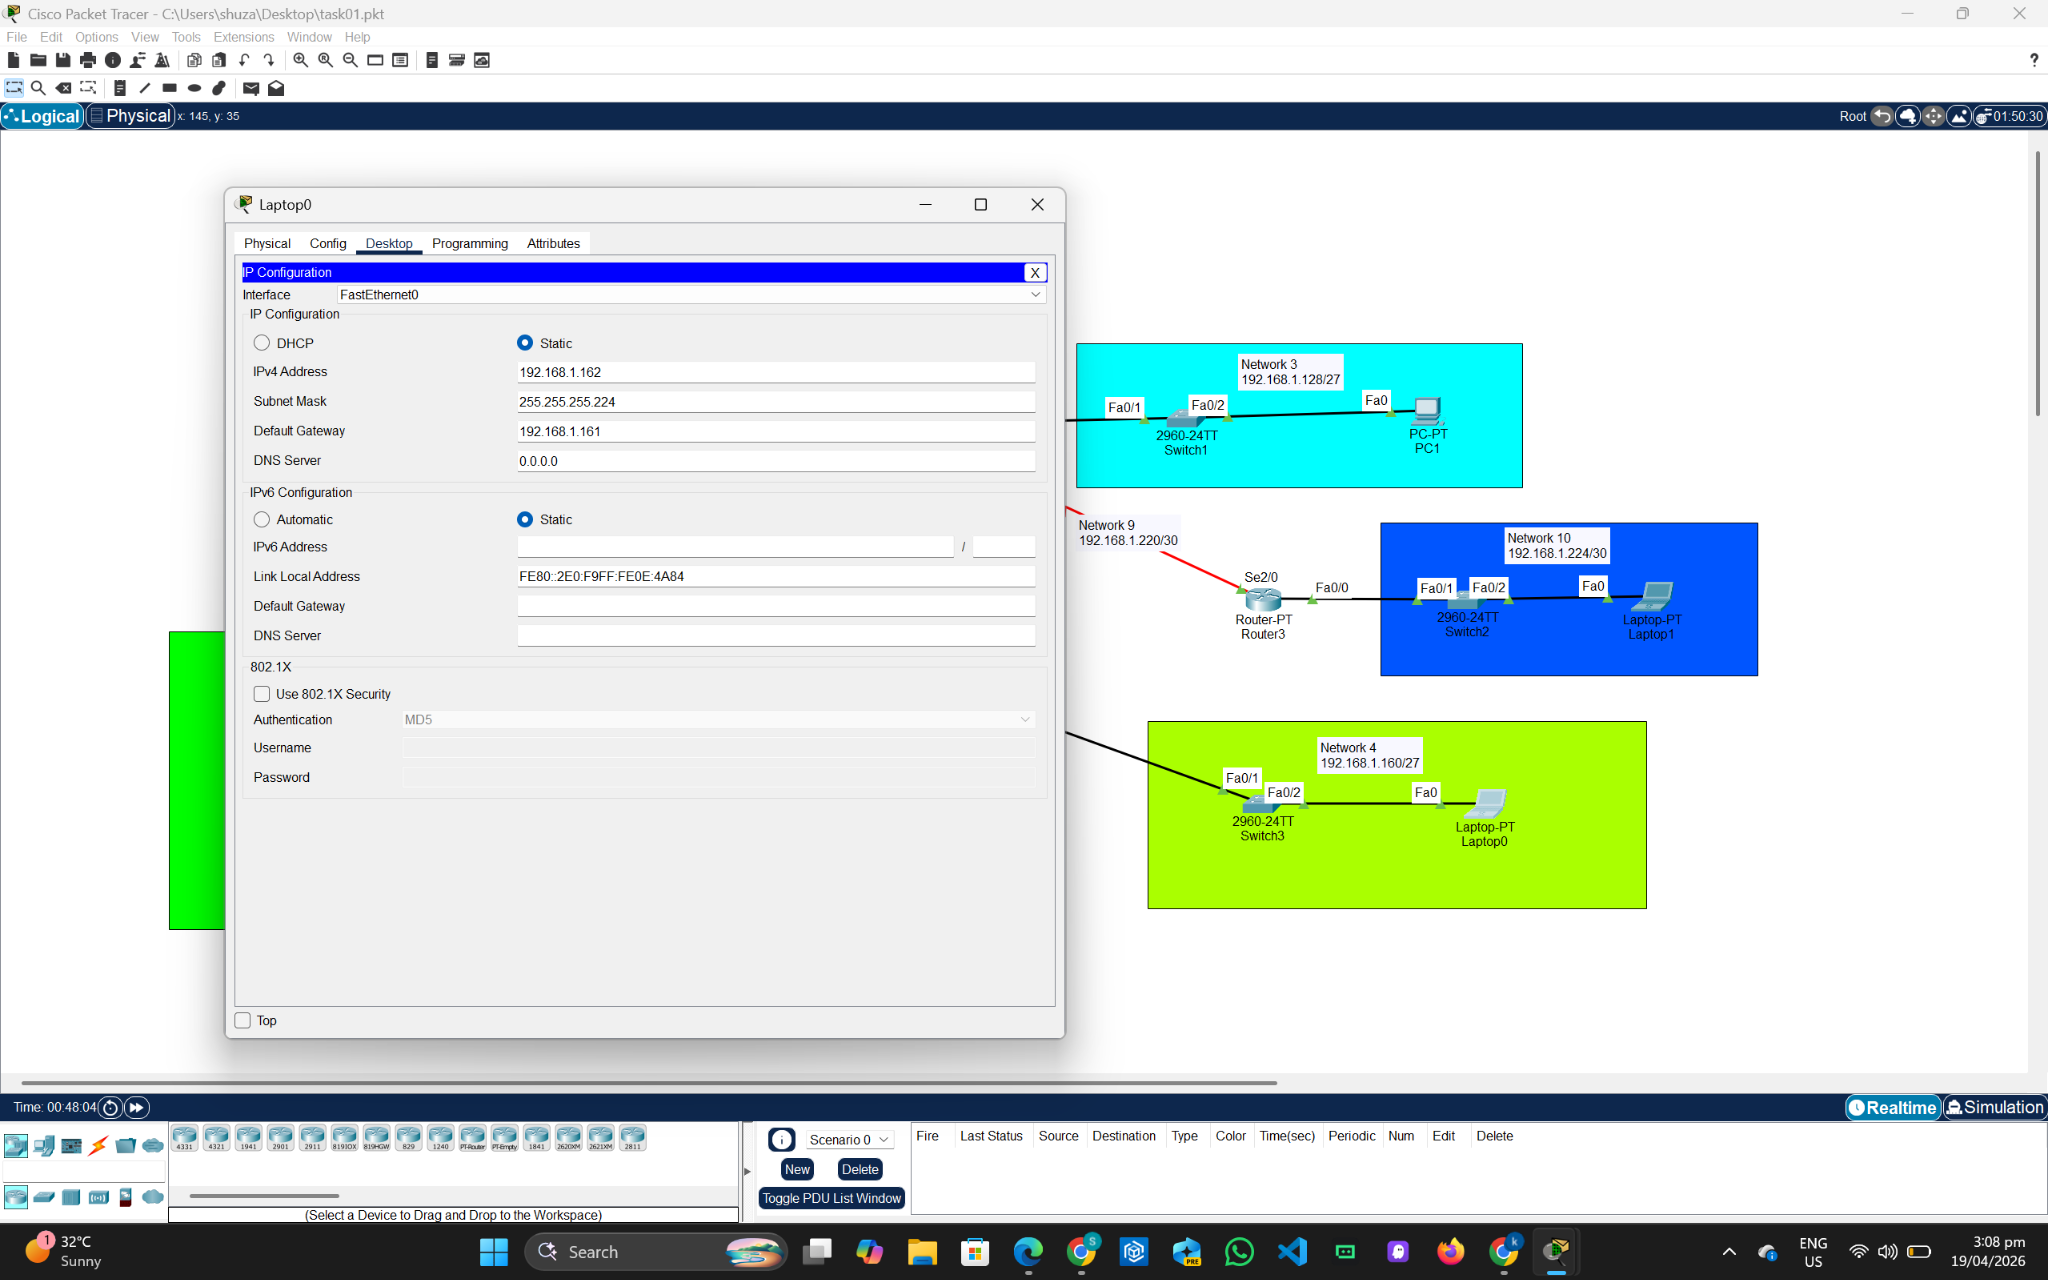 Cisco Packet Tracer - C:\Users\shuza\Desktop\task01.pkt
File Edit Options View Tools Extensions Window Help
?
Logical Physical x: 145, y: 35
Root 01:50:30
Laptop0
Physical Config Desktop Programming Attributes
IP Configuration X
Interface FastEthernet0
IP Configuration
DHCP Static
IPv4 Address 192.168.1.162
Subnet Mask 255.255.255.224
Default Gateway 192.168.1.161
DNS Server 0.0.0.0
IPv6 Configuration
Automatic Static
IPv6 Address /
Link Local Address FE80::2E0:F9FF:FE0E:4A84
Default Gateway
DNS Server
802.1X
Use 802.1X Security
Authentication MD5
Username
Password
Top
Network 3
192.168.1.128/27
Fa0/1 Fa0/2 Fa0
2960-24TT
Switch1
PC-PT
PC1
Network 9
192.168.1.220/30
Network 10
192.168.1.224/30
Se2/0 Fa0/0 Fa0/1 Fa0/2 Fa0
Router-PT
Router3
2960-24TT
Switch2
Laptop-PT
Laptop1
Network 4
192.168.1.160/27
Fa0/1 Fa0/2 Fa0
2960-24TT
Switch3
Laptop-PT
Laptop0
Time: 00:48:04 Realtime Simulation
4331 4321 1941 2901 2911 819IOX 819HGW 829 1240 PT-Router PT-Empty 1841 2620XM 2621XM 2811
(Select a Device to Drag and Drop to the Workspace)
Scenario 0
New Delete
Toggle PDU List Window
Fire Last Status Source Destination Type Color Time(sec) Periodic Num Edit Delete
1
32°C
Sunny
Search
S
PRE
k
ENG
US
3:08 pm
19/04/2026